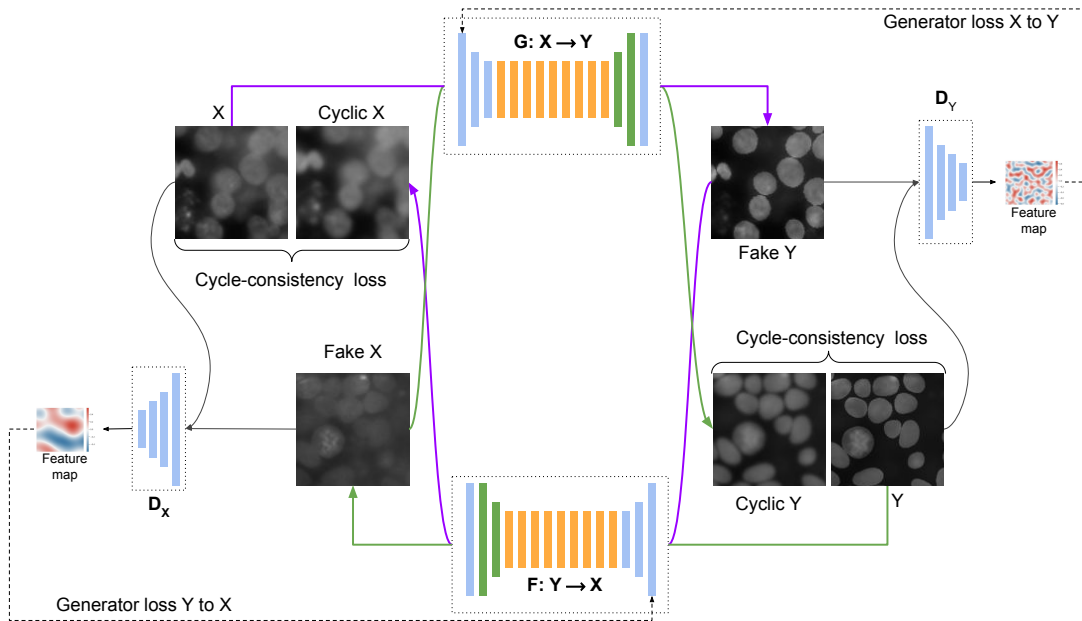 Generator loss X to Y
G: X → Y
X
Cyclic X
D_Y
Feature
map
Fake Y
Cycle-consistency loss
Fake X
Cycle-consistency loss
Feature
map
D_X
Cyclic Y
Y
F: Y → X
Generator loss Y to X